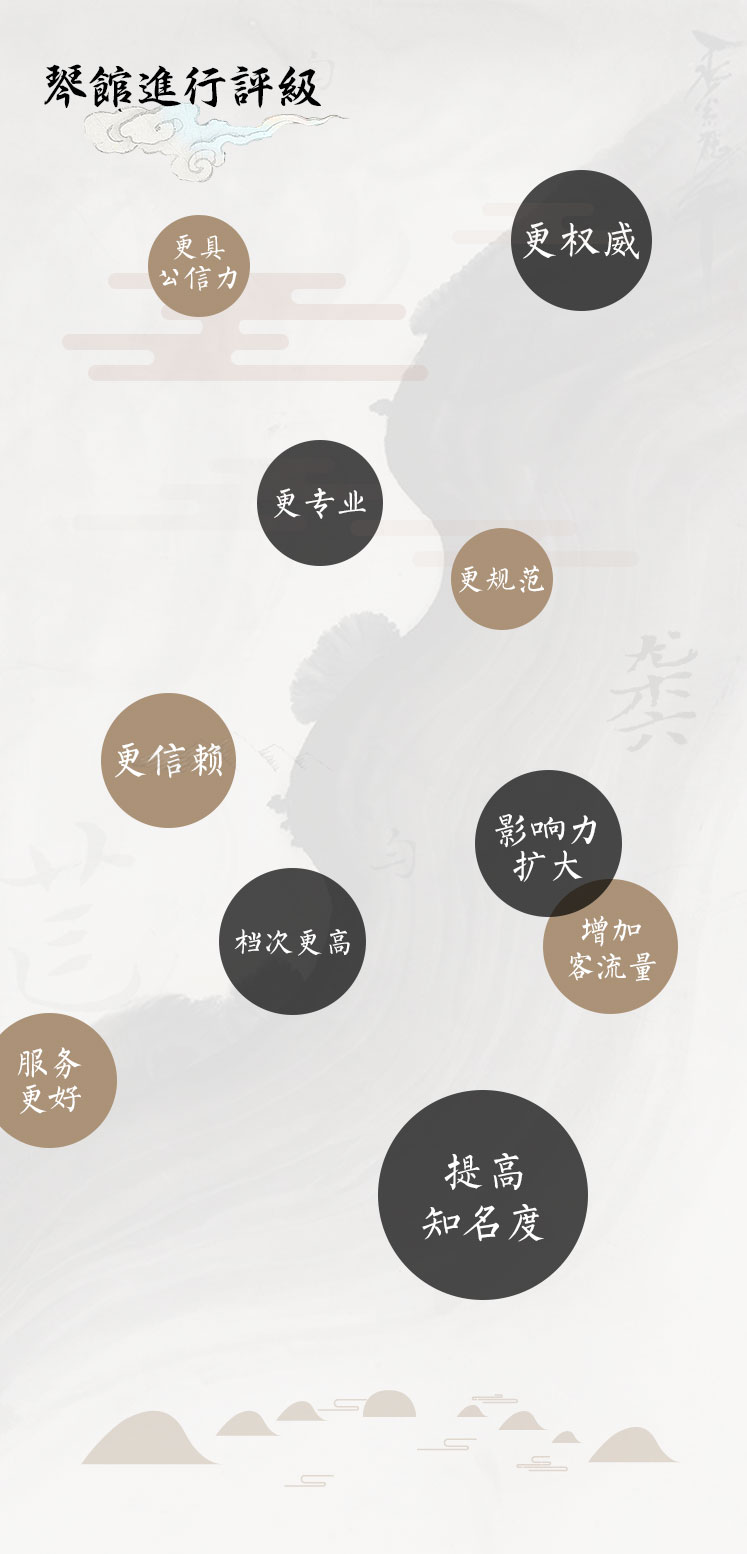 琴館進行評級
更权威
更具
公信力
更专业
更规范
更信赖
影响力
扩大
档次更高
增加
客流量
服务
更好
提高
知名度